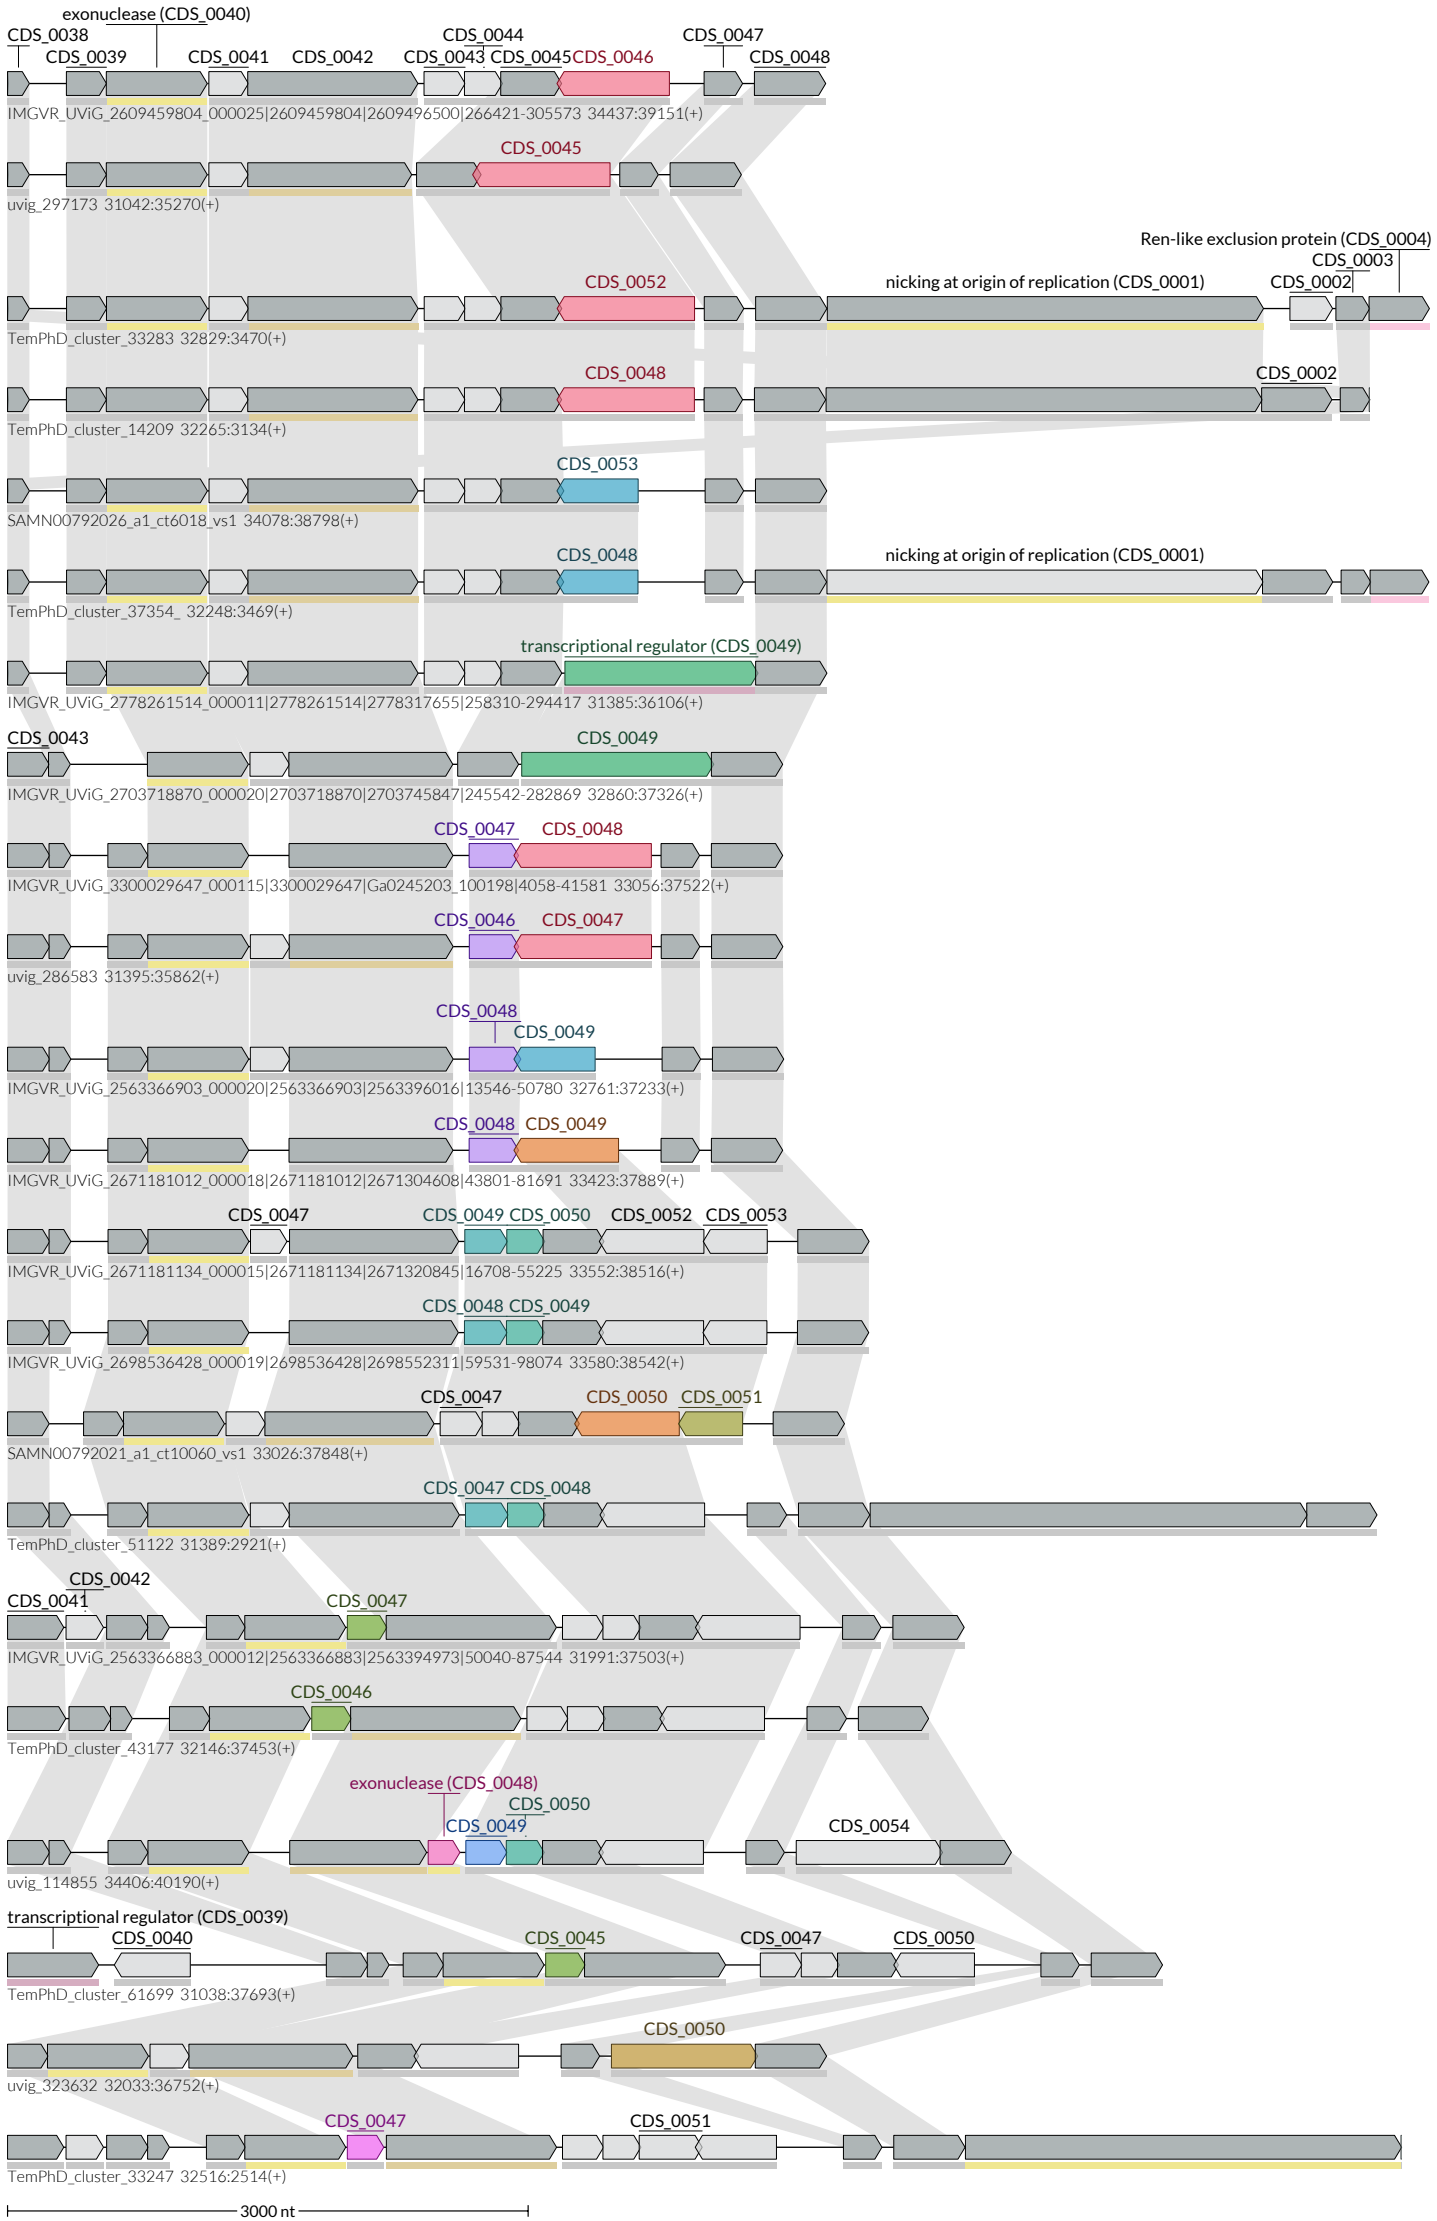 exonuclease (CDS_0040)
CDS_0038 CDS_0044 CDS_0047
CDS_0039 CDS_0041 CDS_0042 CDS_0043 CDS_0045 CDS_0046 CDS_0048
IMGVR_UViG_2609459804_000025|2609459804|2609496500|266421-305573 34437:39151(+)
CDS_0045
uvig_297173 31042:35270(+)
Ren-like exclusion protein (CDS_0004)
CDS_0003
CDS_0052 nicking at origin of replication (CDS_0001) CDS_0002
TemPhD_cluster_33283 32829:3470(+)
CDS_0048 CDS_0002
TemPhD_cluster_14209 32265:3134(+)
CDS_0053
SAMN00792026_a1_ct6018_vs1 34078:38798(+)
CDS_0048 nicking at origin of replication (CDS_0001)
TemPhD_cluster_37354_ 32248:3469(+)
transcriptional regulator (CDS_0049)
IMGVR_UViG_2778261514_000011|2778261514|2778317655|258310-294417 31385:36106(+)
CDS_0043 CDS_0049
IMGVR_UViG_2703718870_000020|2703718870|2703745847|245542-282869 32860:37326(+)
CDS_0047 CDS_0048
IMGVR_UViG_3300029647_000115|3300029647|Ga0245203_100198|4058-41581 33056:37522(+)
CDS_0046 CDS_0047
uvig_286583 31395:35862(+)
CDS_0048
CDS_0049
IMGVR_UViG_2563366903_000020|2563366903|2563396016|13546-50780 32761:37233(+)
CDS_0048 CDS_0049
IMGVR_UViG_2671181012_000018|2671181012|2671304608|43801-81691 33423:37889(+)
CDS_0047 CDS_0049 CDS_0050 CDS_0052 CDS_0053
IMGVR_UViG_2671181134_000015|2671181134|2671320845|16708-55225 33552:38516(+)
CDS_0048 CDS_0049
IMGVR_UViG_2698536428_000019|2698536428|2698552311|59531-98074 33580:38542(+)
CDS_0047 CDS_0050 CDS_0051
SAMN00792021_a1_ct10060_vs1 33026:37848(+)
CDS_0047 CDS_0048
TemPhD_cluster_51122 31389:2921(+)
CDS_0042
CDS_0041 CDS_0047
IMGVR_UViG_2563366883_000012|2563366883|2563394973|50040-87544 31991:37503(+)
CDS_0046
TemPhD_cluster_43177 32146:37453(+)
exonuclease (CDS_0048)
CDS_0050
CDS_0049 CDS_0054
uvig_114855 34406:40190(+)
transcriptional regulator (CDS_0039)
CDS_0040 CDS_0045 CDS_0047 CDS_0050
TemPhD_cluster_61699 31038:37693(+)
CDS_0050
uvig_323632 32033:36752(+)
CDS_0047 CDS_0051
TemPhD_cluster_33247 32516:2514(+)
3000 nt